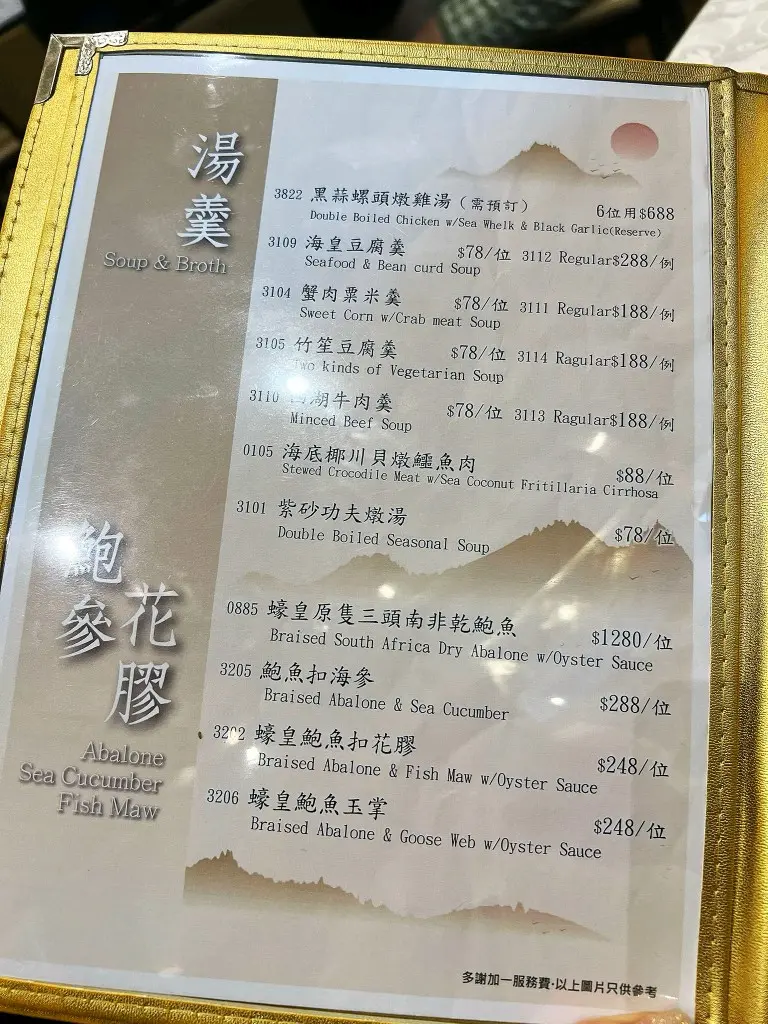 湯羹
Soup & Broth
3822 黑蒜螺頭燉雞湯（需預訂） 6位用$688
Double Boiled Chicken w/Sea Whelk & Black Garlic(Reserve)
3109 海皇豆腐羹 $78/位 3112 Regular$288/例
Seafood & Bean curd Soup
3104 蟹肉粟米羹 $78/位 3111 Regular$188/例
Sweet Corn w/Crab meat Soup
3105 竹笙豆腐羹 $78/位 3114 Ragular$188/例
Two kinds of Vegetarian Soup
3110 湖牛肉羹 $78/位 3113 Ragular$188/例
Minced Beef Soup
0105 海底椰川貝燉鱷魚肉 $88/位
Stewed Crocodile Meat w/Sea Coconut Fritillaria Cirrhosa
3101 紫砂功夫燉湯 $78/位
Double Boiled Seasonal Soup
鮑參花膠
Abalone
Sea Cucumber
Fish Maw
0885 蠔皇原隻三頭南非乾鮑魚 $1280/位
Braised South Africa Dry Abalone w/Oyster Sauce
3205 鮑魚扣海參 $288/位
Braised Abalone & Sea Cucumber
3202 蠔皇鮑魚扣花膠 $248/位
Braised Abalone & Fish Maw w/Oyster Sauce
3206 蠔皇鮑魚玉掌 $248/位
Braised Abalone & Goose Web w/Oyster Sauce
多謝加一服務費·以上圖片只供參考